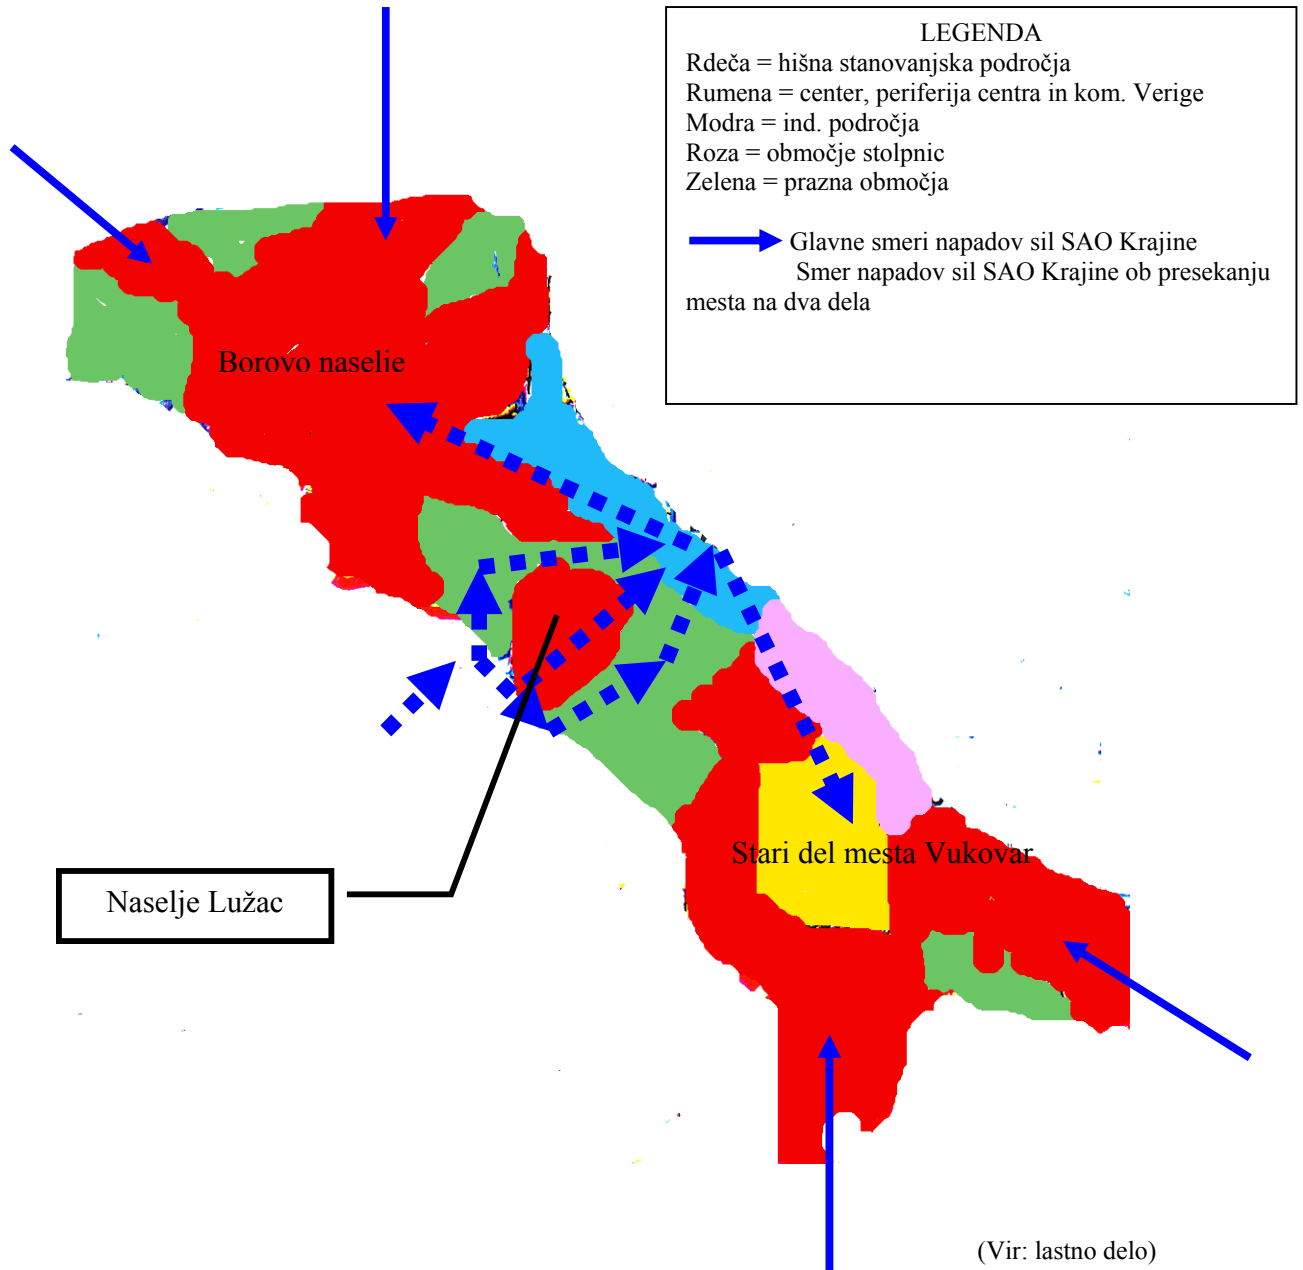 LEGENDA
Rdeča = hišna stanovanjska področja
Rumena = center, periferija centra in kom. Verige
Modra = ind. področja
Roza = območje stolpnic
Zelena = prazna območja
Glavne smeri napadov sil SAO Krajine
Smer napadov sil SAO Krajine ob presekanju
mesta na dva dela
Borovo naselje
Stari del mesta Vukovar
Naselje Lužac
(Vir: lastno delo)